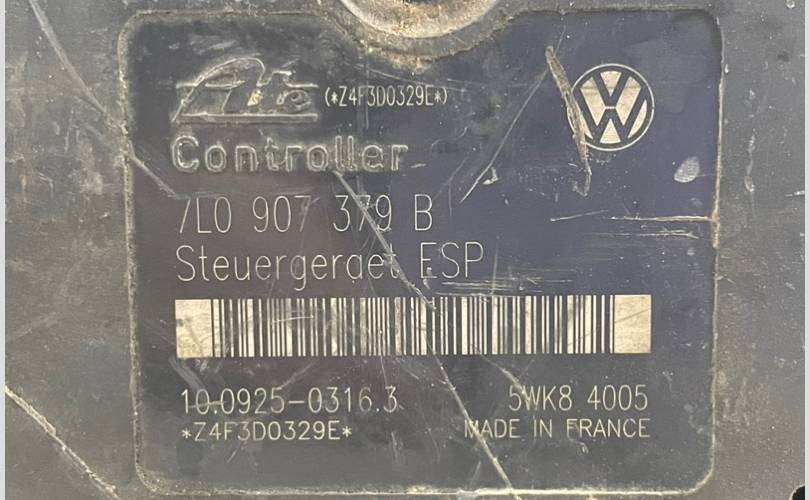 Ate (*Z4F3D0329E*)
Controller
7L0 907 379 B
Steuergeraet ESP
10.0925-0316.3 5WK8 4005
*Z4F3D0329E* MADE IN FRANCE